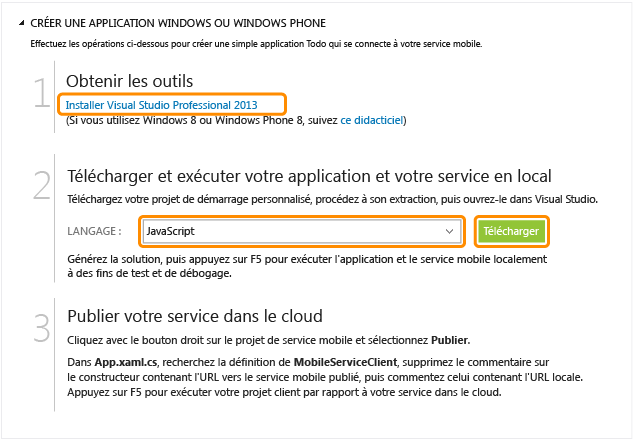 CRÉER UNE APPLICATION WINDOWS OU WINDOWS PHONE
Effectuez les opérations ci-dessous pour créer une simple application Todo qui se connecte à votre service mobile.
1 Obtenir les outils
Installer Visual Studio Professional 2013
(Si vous utilisez Windows 8 ou Windows Phone 8, suivez ce didacticiel)
2 Télécharger et exécuter votre application et votre service en local
Téléchargez votre projet de démarrage personnalisé, procédez à son extraction, puis ouvrez-le dans Visual Studio.
LANGAGE : JavaScript Télécharger
Générez la solution, puis appuyez sur F5 pour exécuter l'application et le service mobile localement
à des fins de test et de débogage.
3 Publier votre service dans le cloud
Cliquez avec le bouton droit sur le projet de service mobile et sélectionnez Publier.
Dans App.xaml.cs, recherchez la définition de MobileServiceClient, supprimez le commentaire sur
le constructeur contenant l'URL vers le service mobile publié, puis commentez celui contenant l'URL locale.
Appuyez sur F5 pour exécuter votre projet client par rapport à votre service dans le cloud.